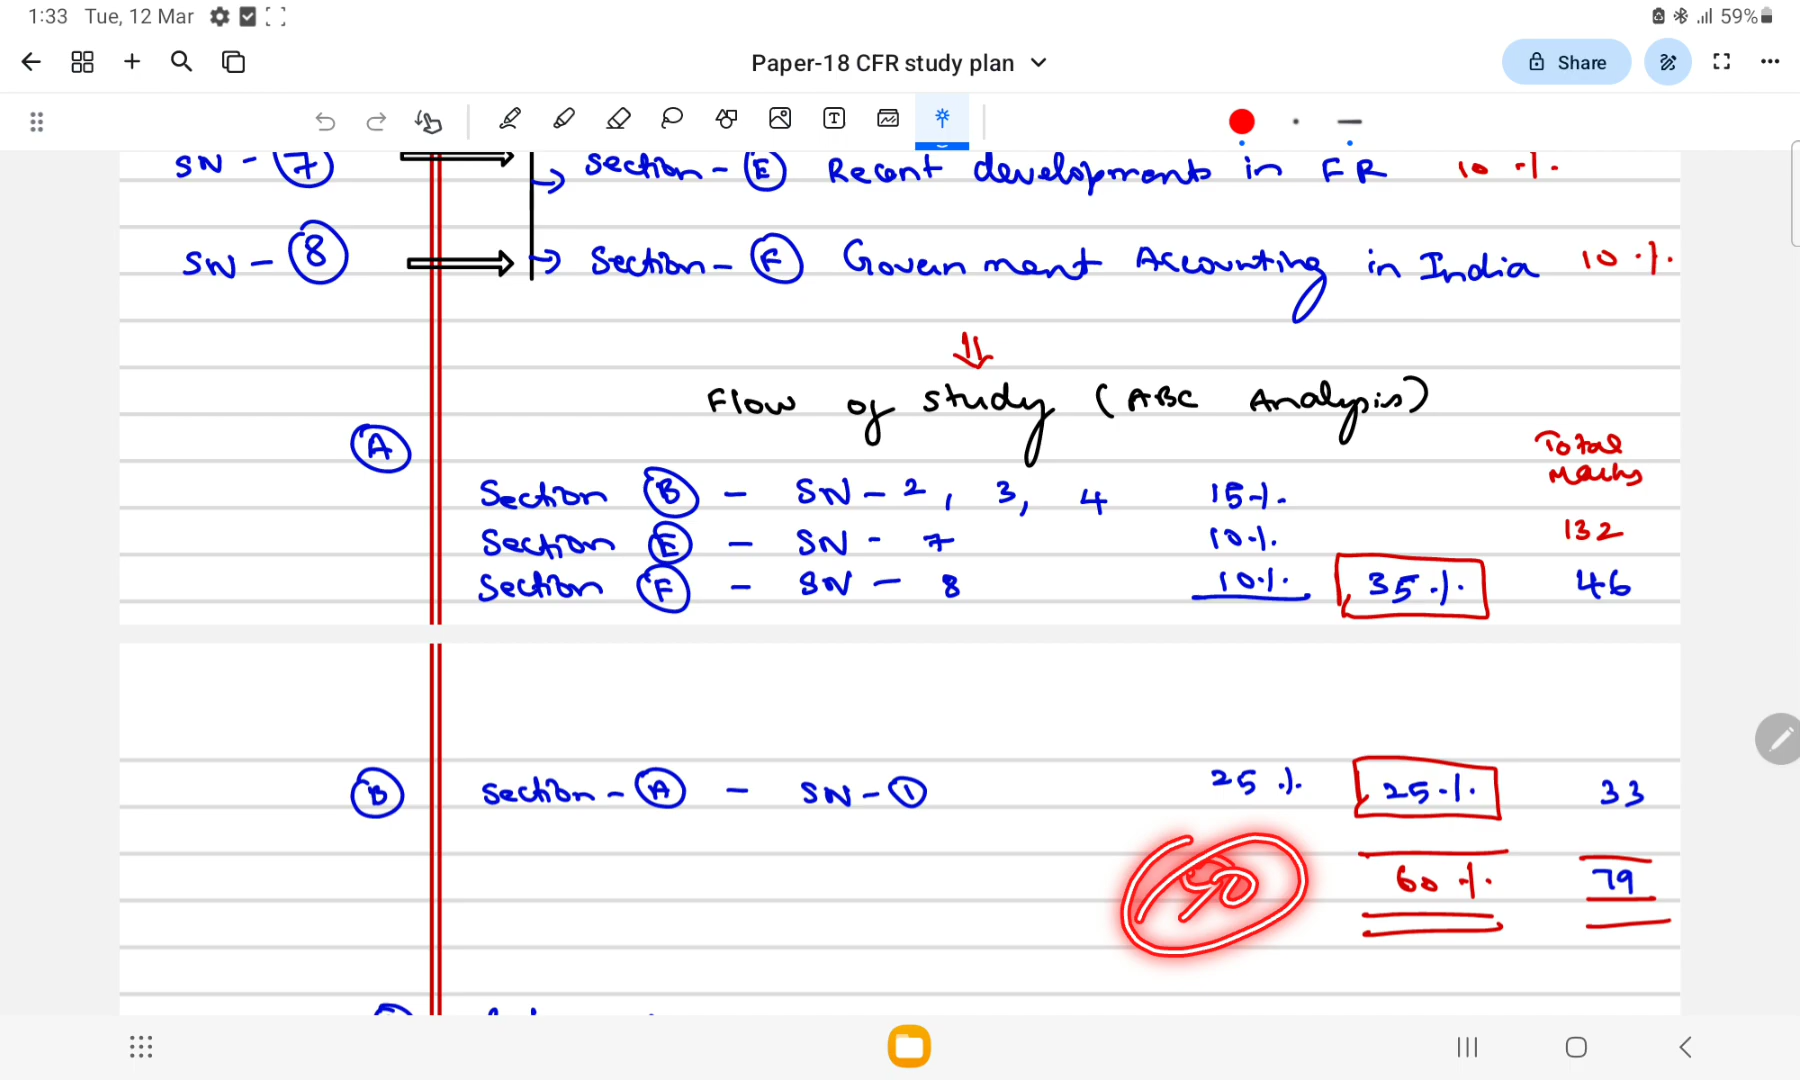 1:33 Tue, 12 Mar 59%
Paper-18 CFR study plan Share
SN - 7 Section - E Recent developments in FR 10 %
SN - 8 Section - F Government Accounting in India 10 %
Flow of study (ABC Analysis)
A Total
Marks
Section B - SN - 2, 3, 4 15%
Section E - SN - 7 10% 132
Section F - SN - 8 10% 35% 46
B Section - A - SN - 1 25 % 25% 33
60 % 79